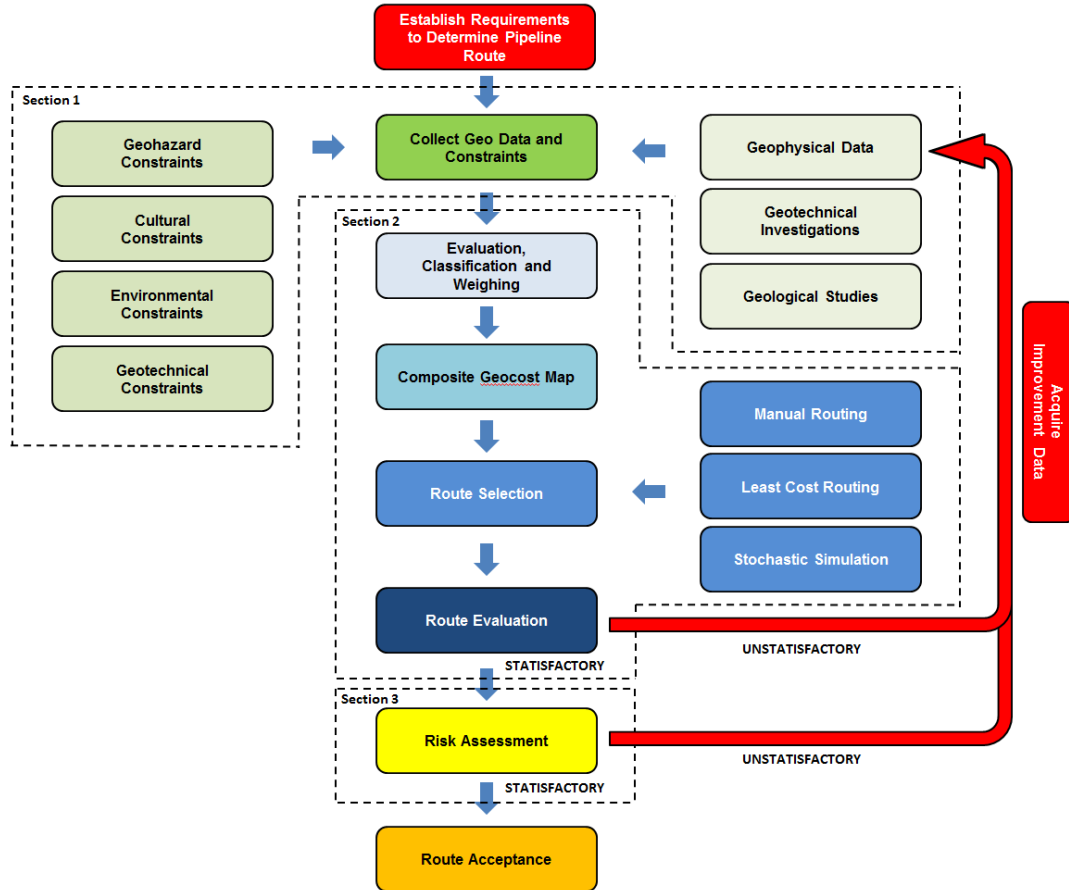 Establish Requirements
to Determine Pipeline
Route
Section 1
Geohazard
Constraints
Collect Geo Data and
Constraints
Geophysical Data
Cultural
Constraints
Geotechnical
Investigations
Section 2
Evaluation,
Classification and
Weighing
Environmental
Constraints
Geological Studies
Geotechnical
Constraints
Composite Geocost Map
Acquire
Improvement Data
Manual Routing
Route Selection
Least Cost Routing
Stochastic Simulation
Route Evaluation
UNSTATISFACTORY
STATISFACTORY
Section 3
Risk Assessment
UNSTATISFACTORY
STATISFACTORY
Route Acceptance